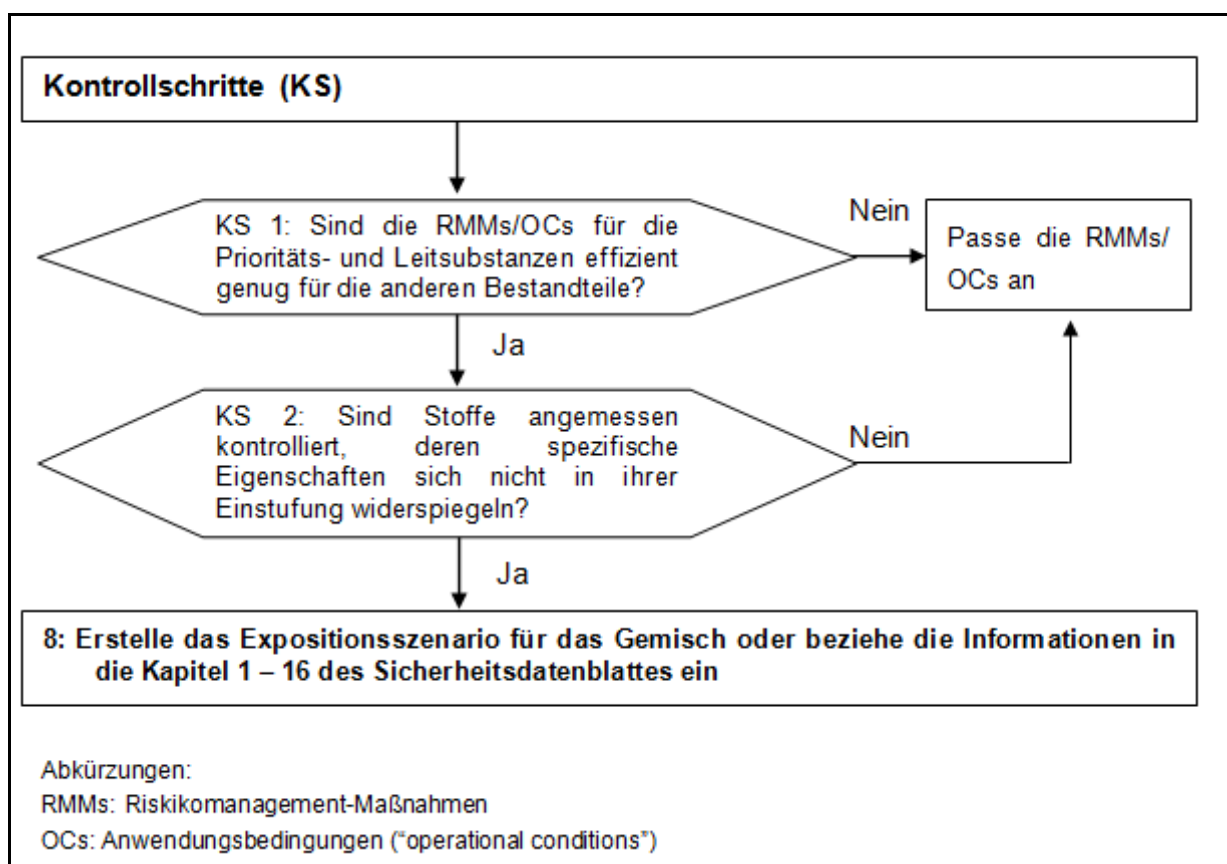 Kontrollschritte (KS)
KS 1: Sind die RMMs/OCs für die
Prioritäts- und Leitsubstanzen effizient
genug für die anderen Bestandteile?
Nein
Passe die RMMs/
OCs an
Ja
KS 2: Sind Stoffe angemessen
kontrolliert, deren spezifische
Eigenschaften sich nicht in ihrer
Einstufung widerspiegeln?
Nein
Ja
8: Erstelle das Expositionsszenario für das Gemisch oder beziehe die Informationen in
die Kapitel 1 – 16 des Sicherheitsdatenblattes ein
Abkürzungen:
RMMs: Riskikomanagement-Maßnahmen
OCs: Anwendungsbedingungen (“operational conditions”)